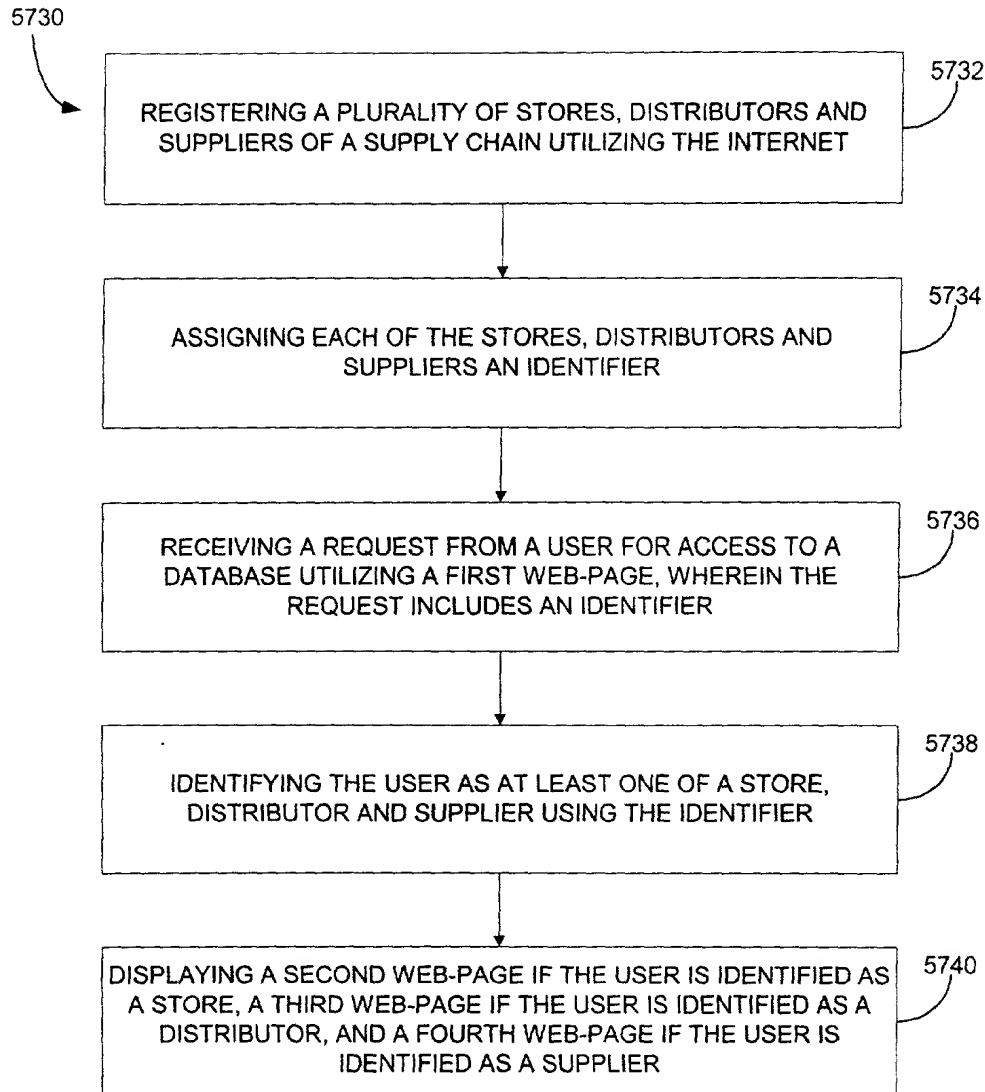 5730
5732
REGISTERING A PLURALITY OF STORES, DISTRIBUTORS AND
SUPPLIERS OF A SUPPLY CHAIN UTILIZING THE INTERNET
5734
ASSIGNING EACH OF THE STORES, DISTRIBUTORS AND
SUPPLIERS AN IDENTIFIER
5736
RECEIVING A REQUEST FROM A USER FOR ACCESS TO A
DATABASE UTILIZING A FIRST WEB-PAGE, WHEREIN THE
REQUEST INCLUDES AN IDENTIFIER
5738
IDENTIFYING THE USER AS AT LEAST ONE OF A STORE,
DISTRIBUTOR AND SUPPLIER USING THE IDENTIFIER
5740
DISPLAYING A SECOND WEB-PAGE IF THE USER IS IDENTIFIED AS
A STORE, A THIRD WEB-PAGE IF THE USER IS IDENTIFIED AS A
DISTRIBUTOR, AND A FOURTH WEB-PAGE IF THE USER IS
IDENTIFIED AS A SUPPLIER